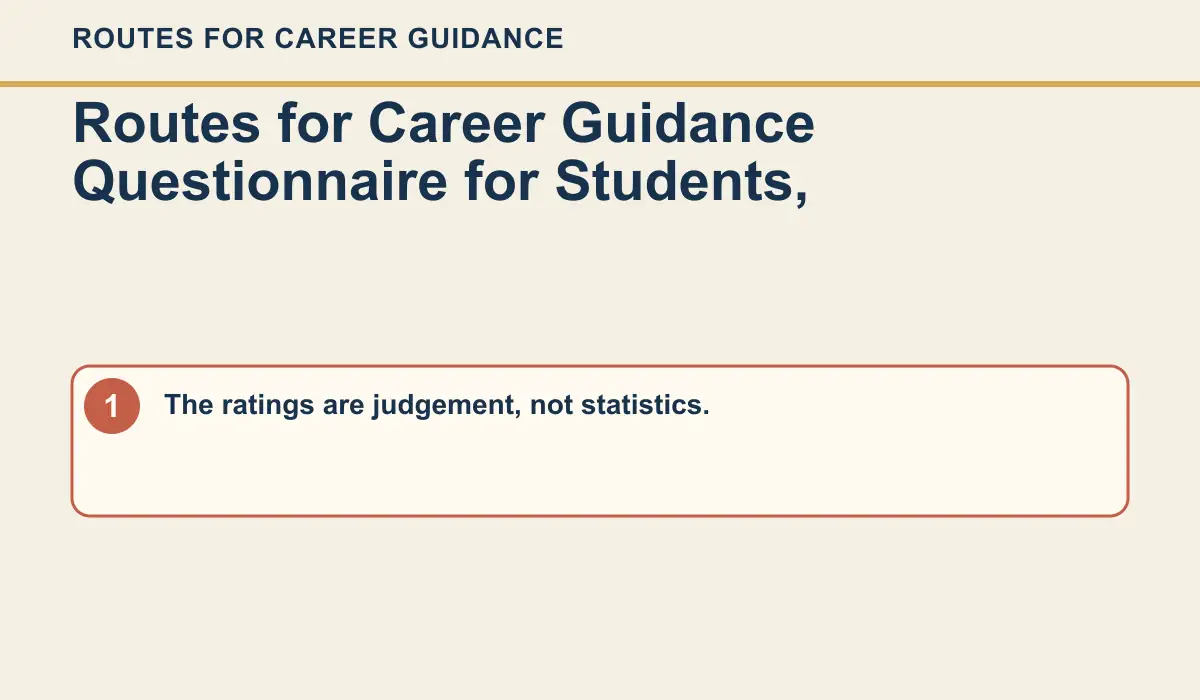 ROUTES FOR CAREER GUIDANCE
Routes for Career Guidance
Questionnaire for Students,
1 The ratings are judgement, not statistics.